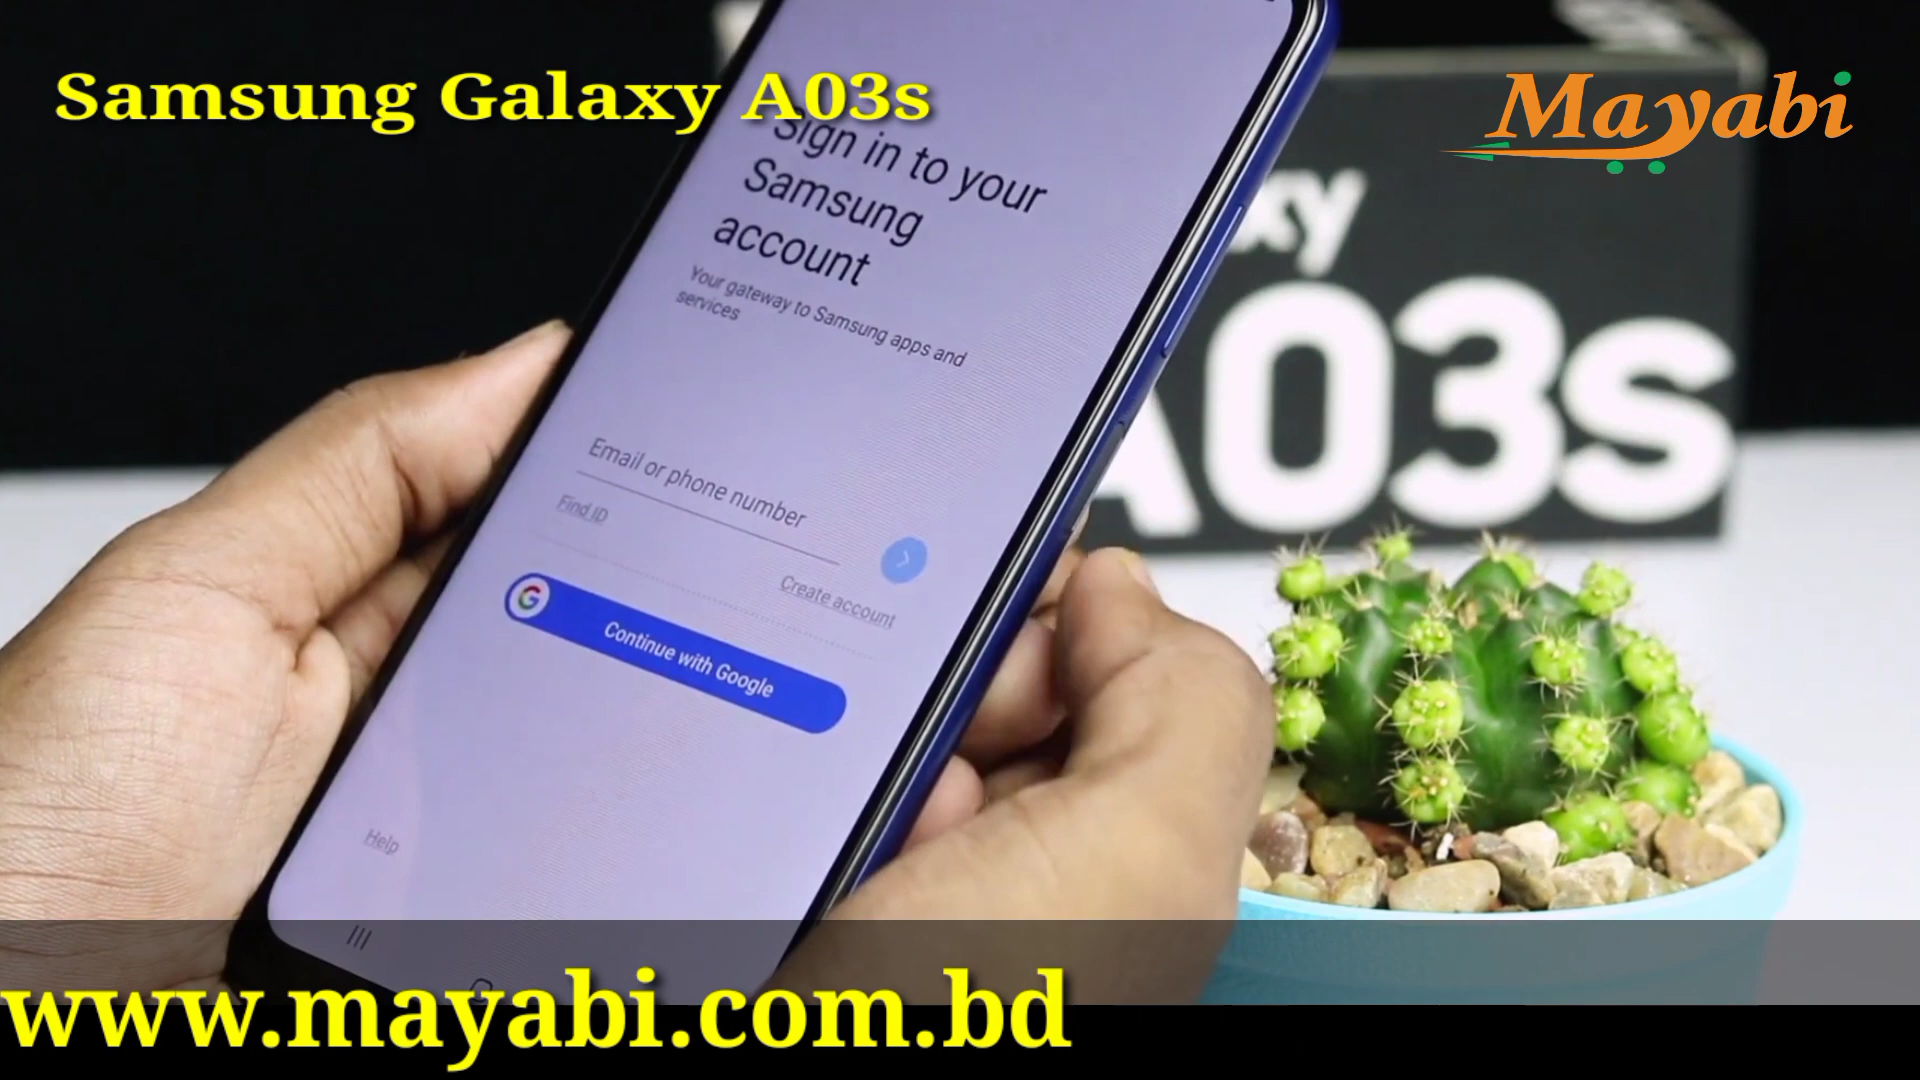 Samsung Galaxy A03s
Mayabi
Sign in to your
Samsung
account
Your gateway to Samsung apps and
services
Email or phone number
Find ID
Create account
G
Continue with Google
Help
A03s
www.mayabi.com.bd